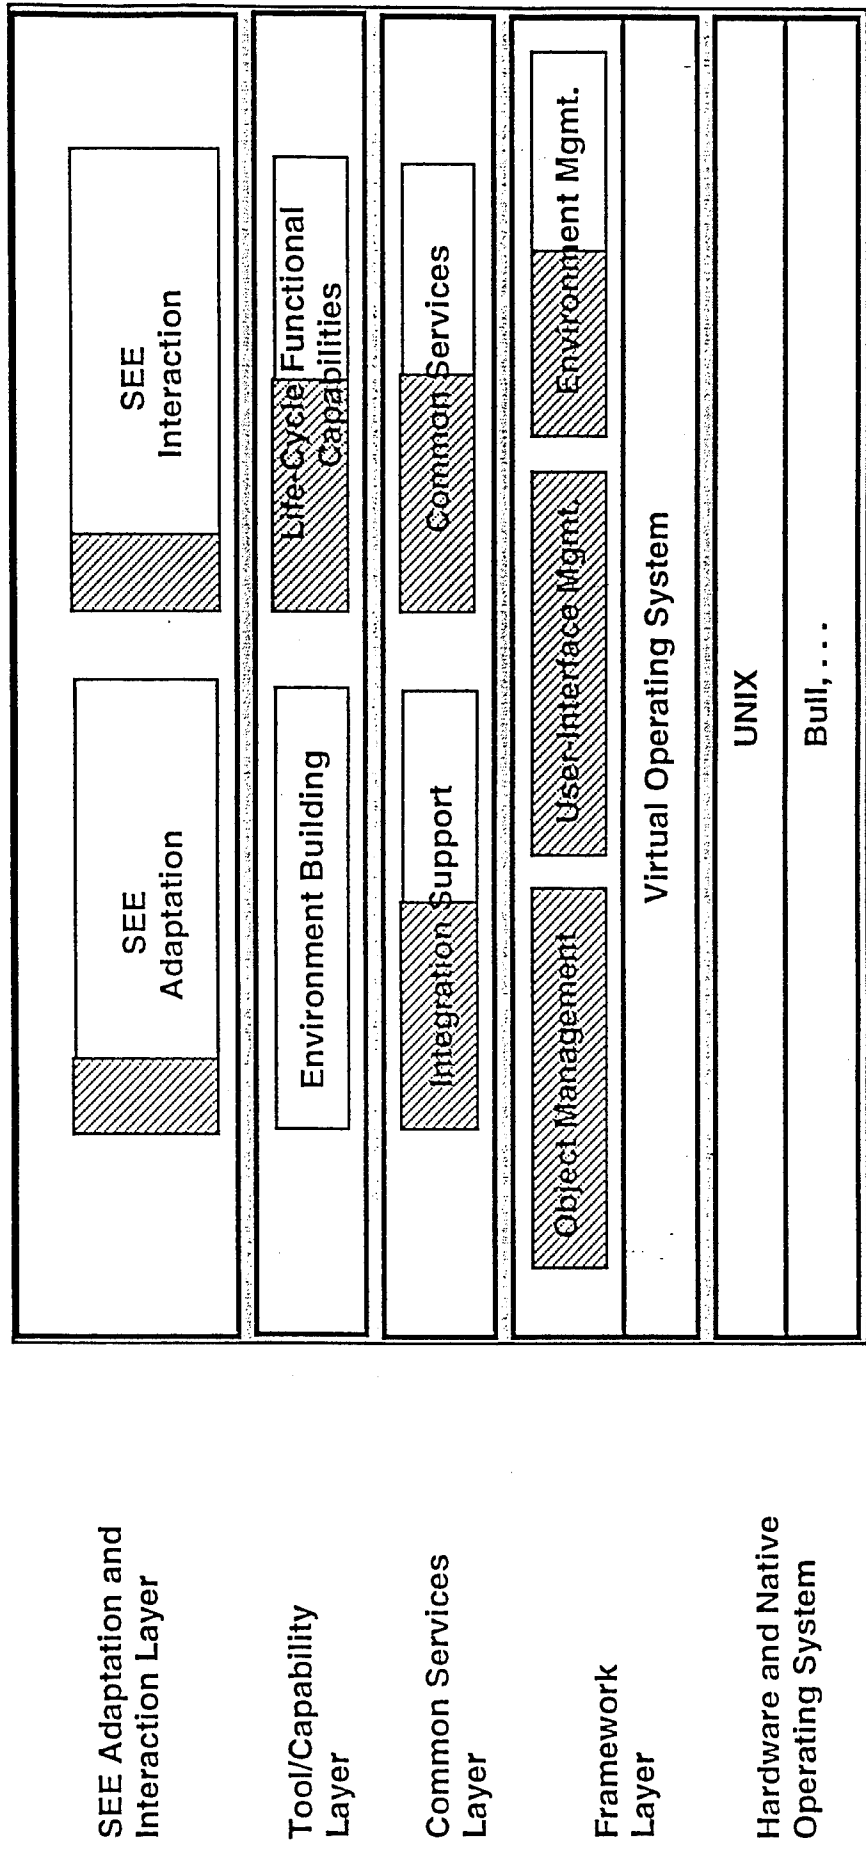 SEE Adaptation and
Interaction Layer
SEE
Adaptation
SEE
Interaction
Tool/Capability
Layer
Environment Building
Life-Cycle Functional
Capabilities
Common Services
Layer
Integration Support
Common Services
Framework
Layer
Object Management
User-Interface Mgmt.
Environment Mgmt.
Virtual Operating System
Hardware and Native
Operating System
UNIX
Bull, . . .